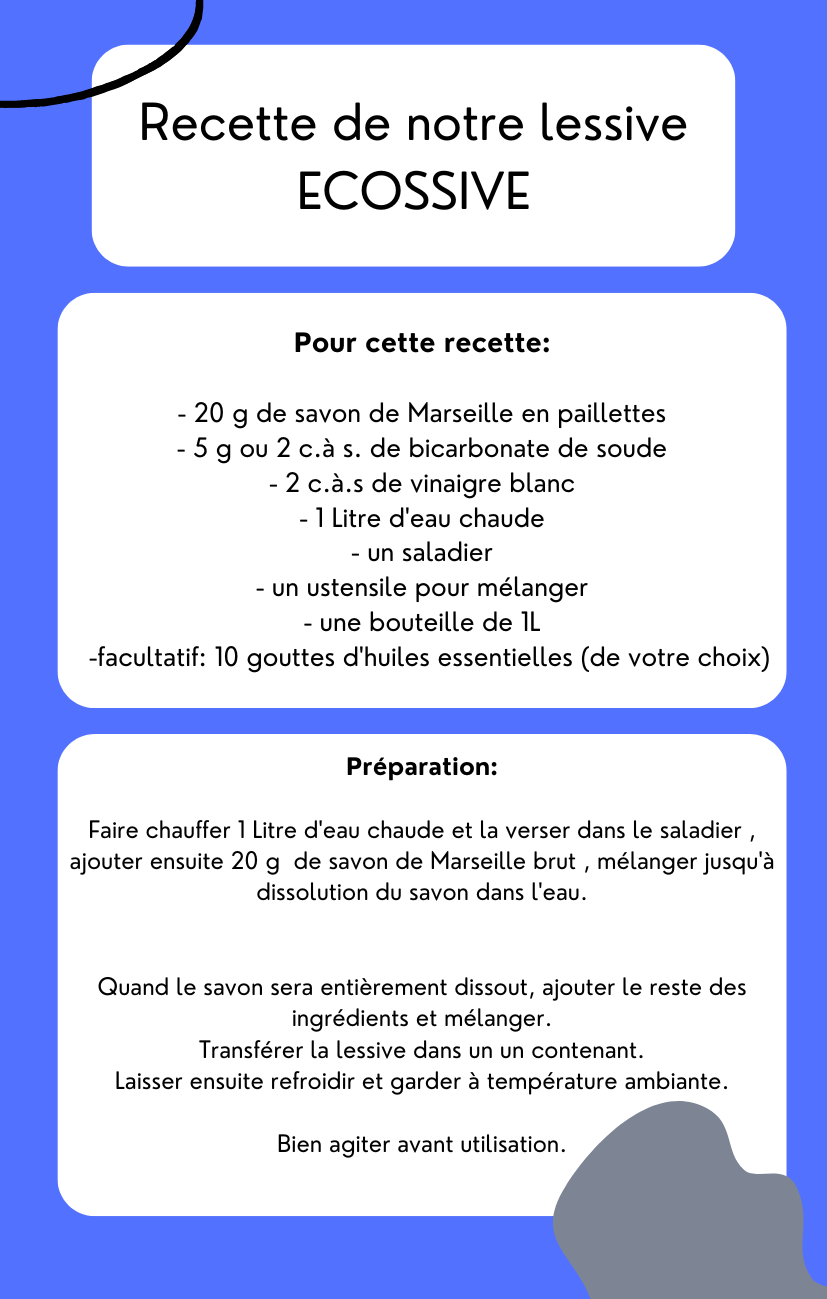 Recette de notre lessive
ECOSSIVE
Pour cette recette:
- 20 g de savon de Marseille en paillettes
- 5 g ou 2 c.à s. de bicarbonate de soude
- 2 c.à.s de vinaigre blanc
- 1 Litre d'eau chaude
- un saladier
- un ustensile pour mélanger
- une bouteille de 1L
-facultatif: 10 gouttes d'huiles essentielles (de votre choix)
Préparation:
Faire chauffer 1 Litre d'eau chaude et la verser dans le saladier ,
ajouter ensuite 20 g  de savon de Marseille brut , mélanger jusqu'à
dissolution du savon dans l'eau.
Quand le savon sera entièrement dissout, ajouter le reste des
ingrédients et mélanger.
Transférer la lessive dans un un contenant.
Laisser ensuite refroidir et garder à température ambiante.
Bien agiter avant utilisation.